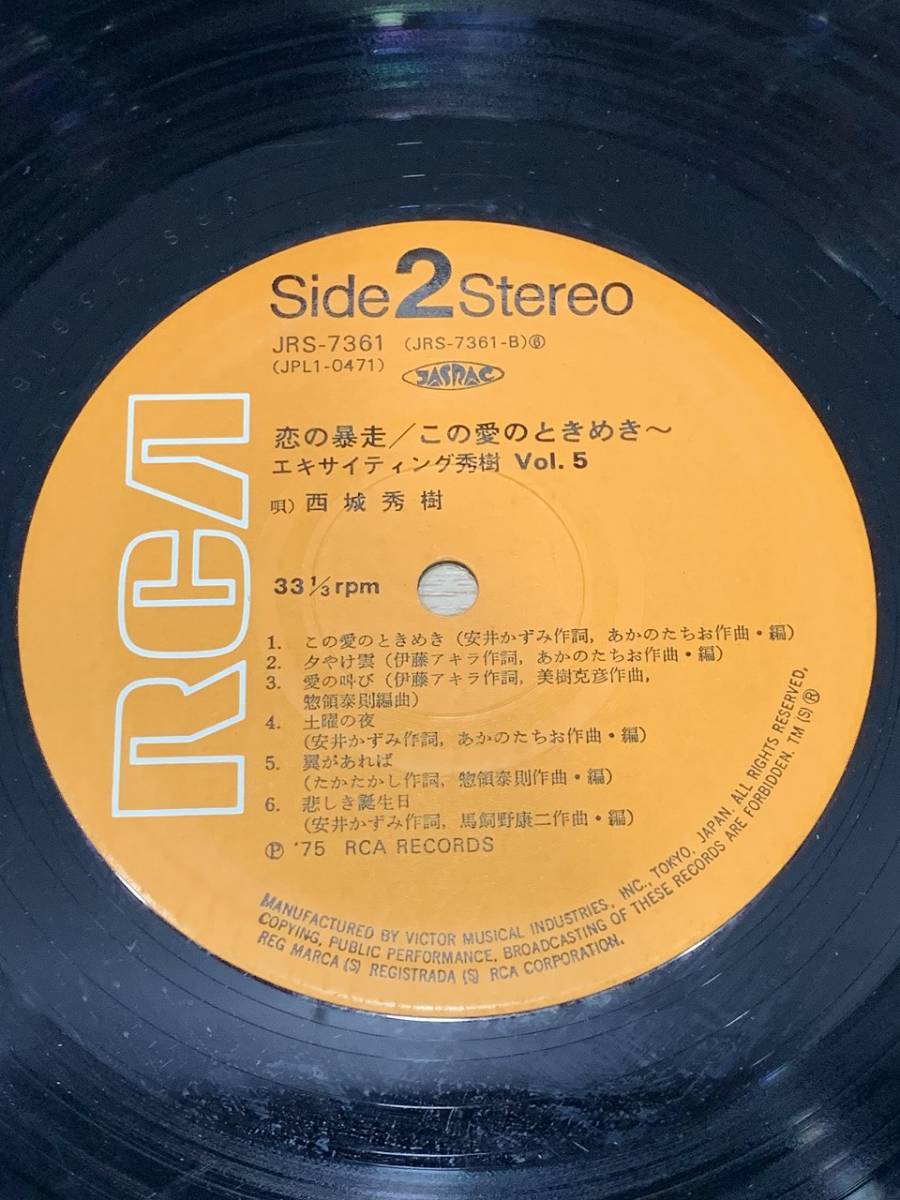 Side 2 Stereo
JRS-7361 (JRS-7361-B)⑥
(JPL1-0471) JASRAC
恋の暴走/この愛のときめき〜
エキサイティング秀樹 Vol. 5
唄) 西城秀樹
RCA
33 1/3 rpm
1. この愛のときめき (安井かずみ作詞, あかのたちお作曲・編)
2. 夕やけ雲 (伊藤アキラ作詞, あかのたちお作曲・編)
3. 愛の叫び (伊藤アキラ作詞, 美樹克彦作曲,
惣領泰則編曲)
4. 土曜の夜
(安井かずみ作詞, あかのたちお作曲・編)
5. 翼があれば
(たかたかし作詞, 惣領泰則作曲・編)
6. 悲しき誕生日
(安井かずみ作詞, 馬飼野康二作曲・編)
Ⓟ '75 RCA RECORDS
MANUFACTURED BY VICTOR MUSICAL INDUSTRIES, INC., TOKYO, JAPAN. ALL RIGHTS RESERVED,
COPYING, PUBLIC PERFORMANCE, BROADCASTING OF THESE RECORDS ARE FORBIDDEN. TM (S) ®
REG MARCA (S) REGISTRADA (S) RCA CORPORATION.